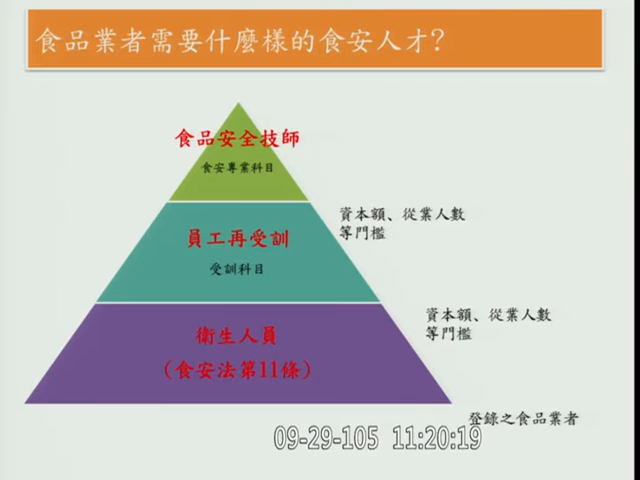 食品業者需要什麼樣的食安人才?
食品安全技師
食安專業科目
資本額、從業人數
等門檻
員工再受訓
受訓科目
資本額、從業人數
等門檻
衛生人員
(食安法第11條)
登錄之食品業者
09-29-105 11:20:19